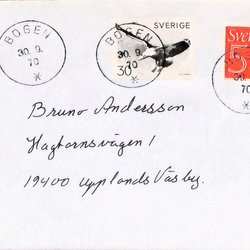 BOGEN
30.9.
70
BOGEN
30.9.
70
SVERIGE
30
Sver
5
30.
70
Bruno Andersson
Hagtornsvägen 1
19400 Upplands Väsby.